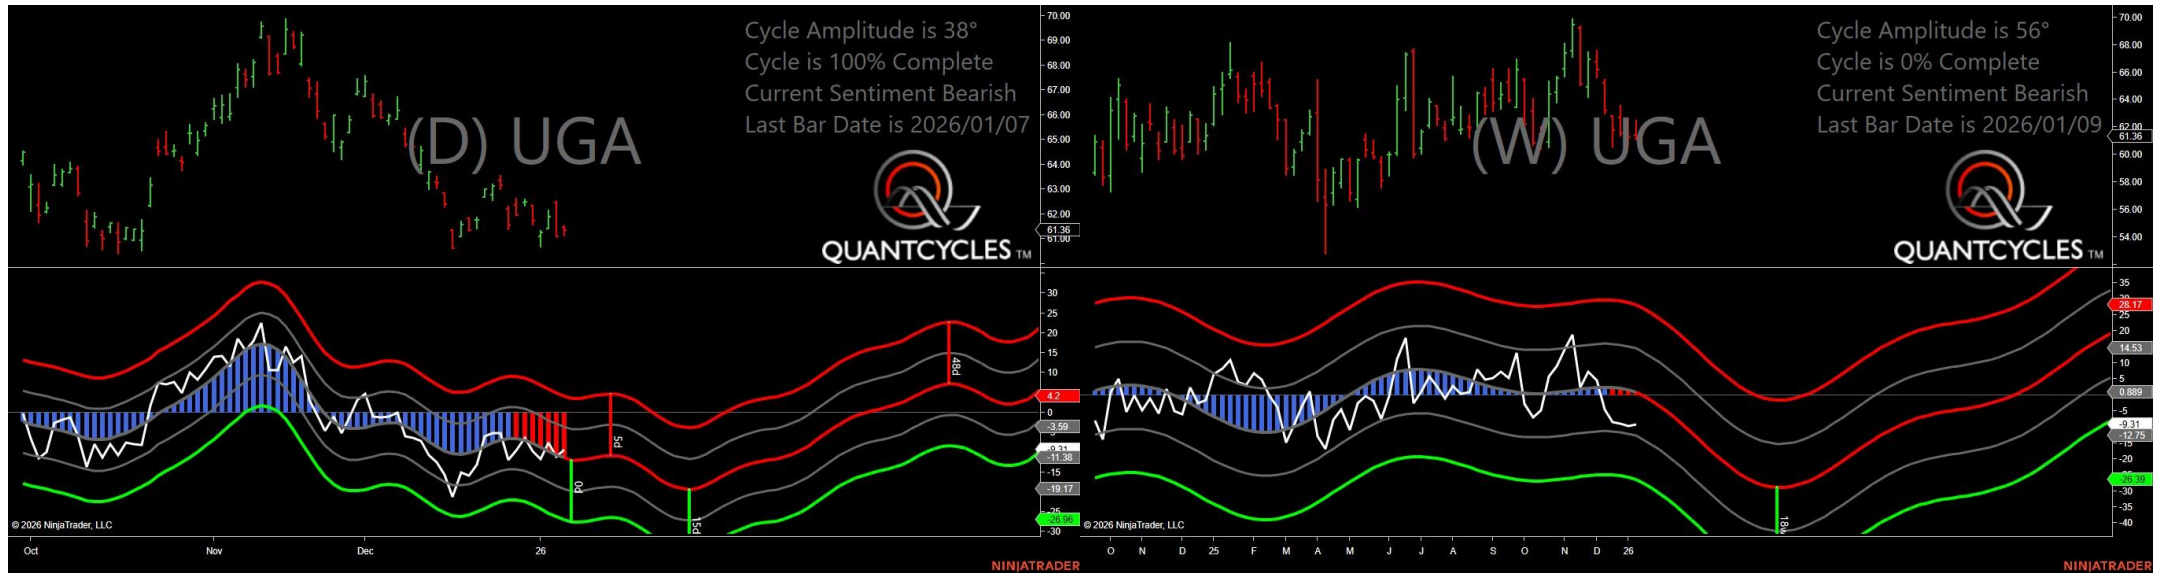 Cycle Amplitude is 38°
Cycle is 100% Complete
Current Sentiment Bearish
Last Bar Date is 2026/01/07
(D) UGA
QUANTCYCLES TM
70.00
69.00
68.00
67.00
66.00
65.00
64.00
63.00
62.00
61.36
61.00
30
25
20
15
10
4.2
0
-3.59
-9.31
-11.38
-15
-19.17
-25
-26.96
-30
48d
5d
0d
15d
© 2026 NinjaTrader, LLC
Oct Nov Dec 26
NINJATRADER
Cycle Amplitude is 56°
Cycle is 0% Complete
Current Sentiment Bearish
Last Bar Date is 2026/01/09
(W) UGA
QUANTCYCLES TM
70.00
68.00
66.00
64.00
62.00
61.36
60.00
58.00
56.00
54.00
35
28.17
25
20
14.53
10
5
0.889
-5
-9.31
-12.75
-15
-20
-26.39
-30
-35
-40
18w
© 2026 NinjaTrader, LLC
O N D 25 F M A M J J A S O N D 26
NINJATRADER